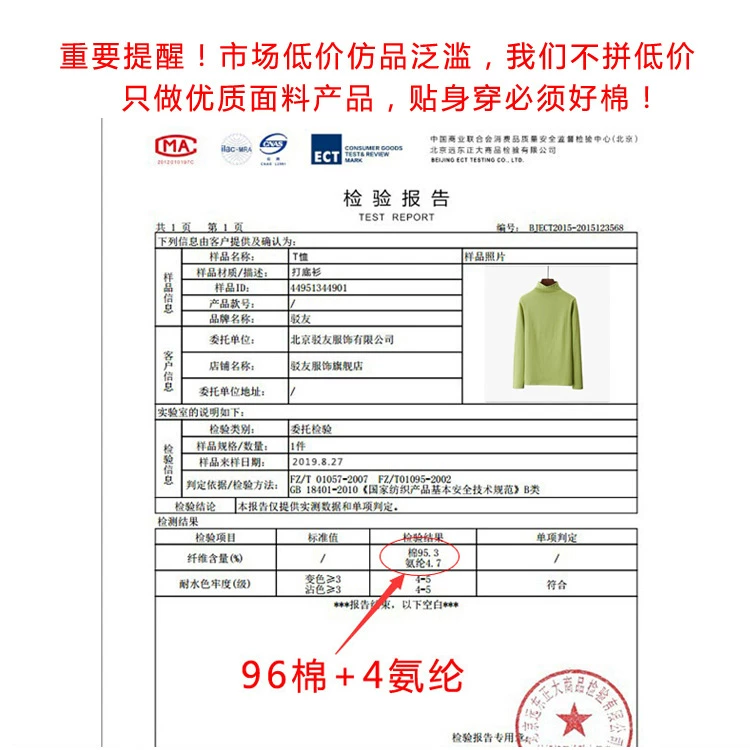 重要提醒！市场低价仿品泛滥，我们不拼低价
只做优质面料产品，贴身穿必须好棉！
MA
2012010197C
ilac-MRA
CNAS
ECT
CONSUMER GOODS
TEST& REVIEW
MARK
中国商业联合会消费品质量安全监督检验中心(北京)
北京远东正大商品检验有限公司
BEIJING ECT TESTING CO., LTD.
检 验 报 告
TEST REPORT
共 1 页 第 1 页
编号: BJECT2015-2015123568
下列信息由客户提供及确认为:
样品信息
样品名称: T恤 样品照片
样品材质/描述: 打底衫
样品ID: 44951344901
产品款号: /
品牌名称: 驳友
客户信息
委托单位: 北京驳友服饰有限公司
店铺名称: 驳友服饰旗舰店
委托单位地址: /
实验室的说明如下:
检验信息
检验类别: 委托检验
样品规格/数量: 1件
样品来样日期: 2019.8.27
判定依据/检验方法: FZ/T 01057-2007 FZ/T01095-2002
GB 18401-2010《国家纺织产品基本安全技术规范》B类
检验结论 本报告仅提供实测数据和单项判定。
检测结果
检验项目 标准值 检验结果 单项判定
纤维含量(%) / 棉95.3 /
氨纶4.7
耐水色牢度(级) 变色≥3 4-5 符合
沾色≥3 4-5
***报告结束，以下空白***
96棉+4氨纶
北京远东正大商品检验有限公司
检验报告专用章